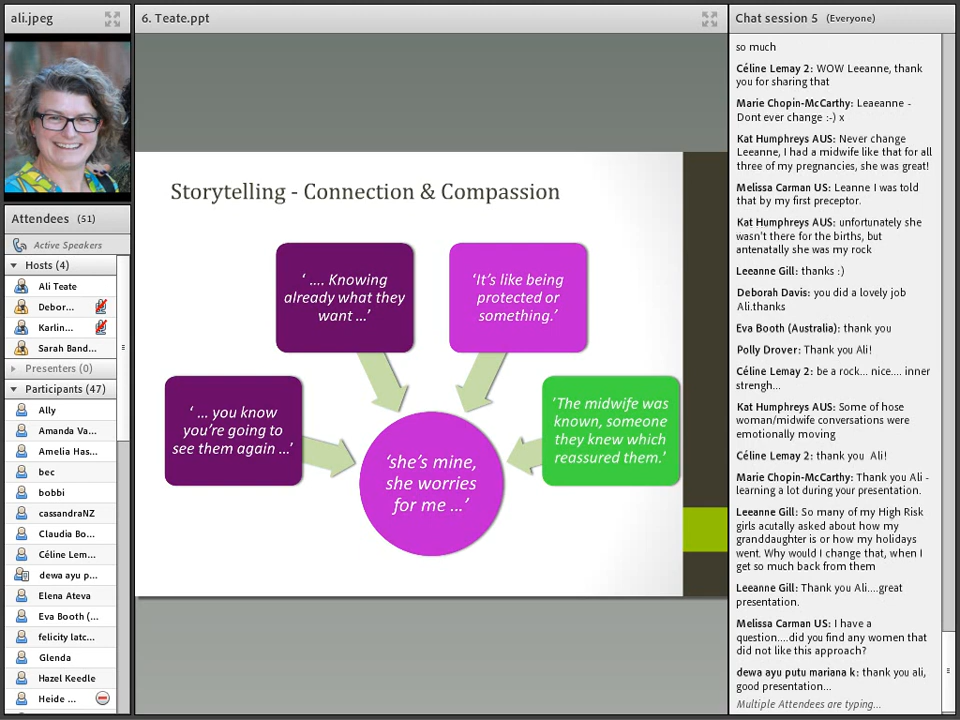 ali.jpeg
Attendees (51)
Active Speakers
Hosts (4)
Ali Teate
Debor...
Karlin...
Sarah Band...
Presenters (0)
Participants (47)
Ally
Amanda Va...
Amelia Has...
bec
bobbi
cassandraNZ
Claudia Bo...
Céline Lem...
dewa ayu p...
Elena Ateva
Eva Booth (...
felicity latc...
Glenda
Hazel Keedle
Heide ...
6. Teate.ppt
Storytelling - Connection & Compassion
‘ .... Knowing
already what they
want ...’
‘It’s like being
protected or
something.’
‘ ... you know
you’re going to
see them again ...’
’The midwife was
known, someone
they knew which
reassured them.’
‘she’s mine,
she worries
for me ...’
Chat session 5 (Everyone)
so much
Céline Lemay 2: WOW Leeanne, thank
you for sharing that
Marie Chopin-McCarthy: Leaeanne -
Dont ever change :-) x
Kat Humphreys AUS: Never change
Leeanne, I had a midwife like that for all
three of my pregnancies, she was great!
Melissa Carman US: Leanne I was told
that by my first preceptor.
Kat Humphreys AUS: unfortunately she
wasn't there for the births, but
antenatally she was my rock
Leeanne Gill: thanks :)
Deborah Davis: you did a lovely job
Ali.thanks
Eva Booth (Australia): thank you
Polly Drover: Thank you Ali!
Céline Lemay 2: be a rock... nice.... inner
strengh...
Kat Humphreys AUS: Some of hose
woman/midwife conversations were
emotionally moving
Céline Lemay 2: thank you Ali!
Marie Chopin-McCarthy: Thank you Ali -
learning a lot during your presentation.
Leeanne Gill: So many of my High Risk
girls acutally asked about how my
granddaughter is or how my holidays
went. Why would I change that, when I
get so much back from them
Leeanne Gill: Thank you Ali....great
presentation.
Melissa Carman US: I have a
question....did you find any women that
did not like this approach?
dewa ayu putu mariana k: thank you ali,
good presentation...
Multiple Attendees are typing...